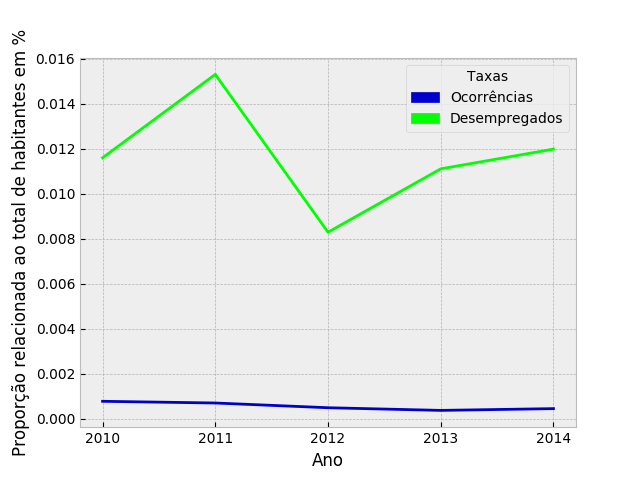 Proporção relacionada ao total de habitantes em %
0.016
0.014
0.012
0.010
0.008
0.006
0.004
0.002
0.000
Taxas
Ocorrências
Desempregados
2010 2011 2012 2013 2014
Ano